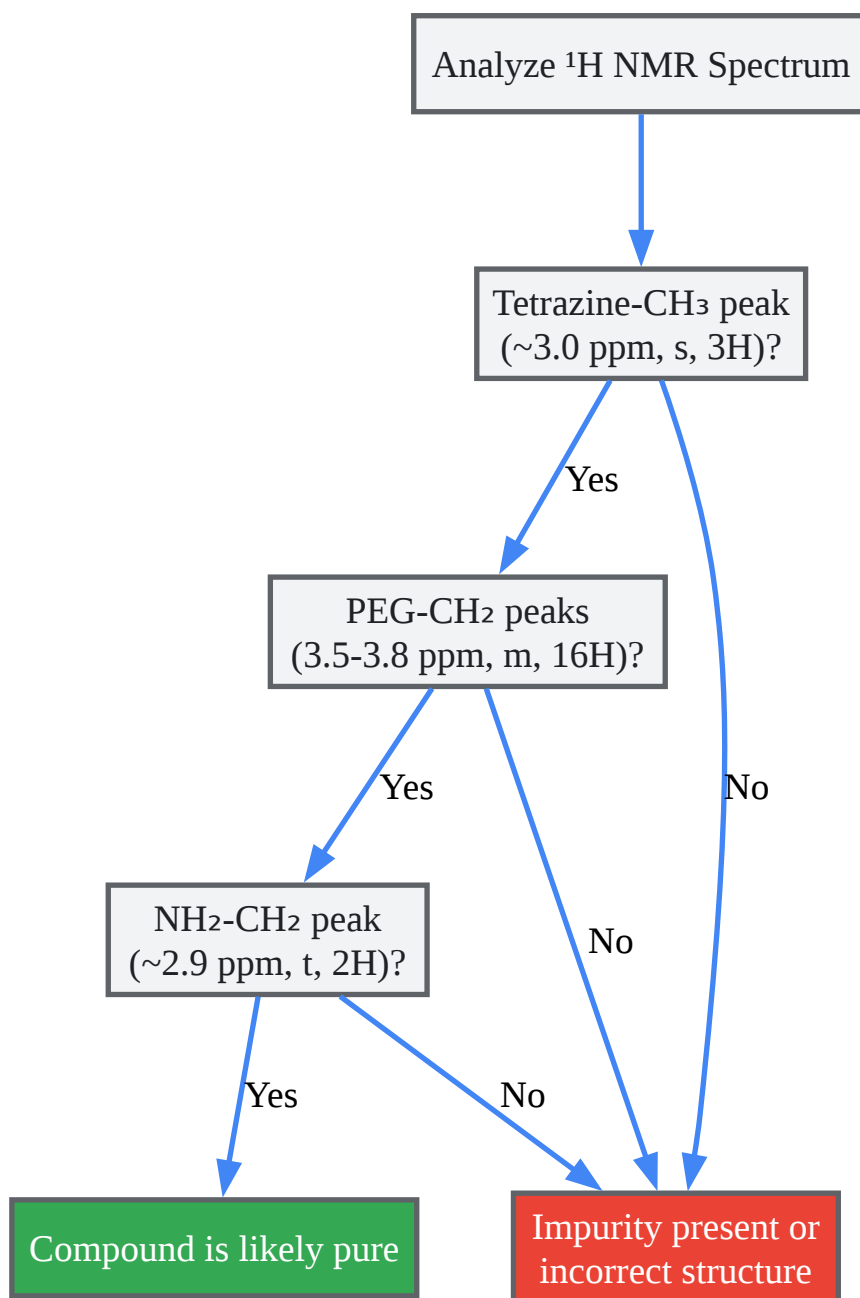 Analyze ¹H NMR Spectrum
Tetrazine-CH₃ peak
(~3.0 ppm, s, 3H)?
Yes
PEG-CH₂ peaks
(3.5-3.8 ppm, m, 16H)?
Yes
No
NH₂-CH₂ peak
(~2.9 ppm, t, 2H)?
No
Yes
No
Compound is likely pure
Impurity present or
incorrect structure